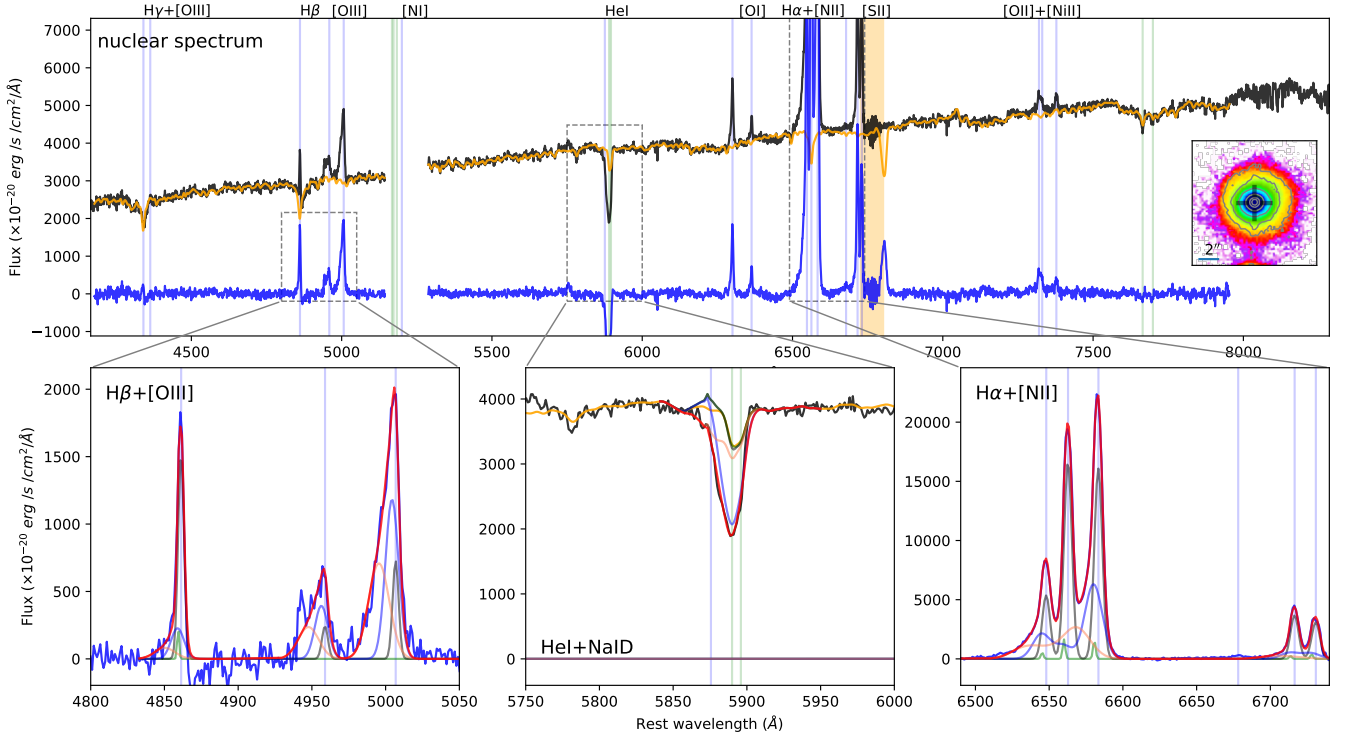 Hγ+[OIII] Hβ [OIII] [NI] HeI [OI] Hα+[NII] [SII] [OII]+[NiII]
nuclear spectrum
Flux (×10⁻²⁰ erg /s /cm²/Å)
7000
6000
5000
4000
3000
2000
1000
0
−1000
2″
4500 5000 5500 6000 6500 7000 7500 8000
Hβ+[OIII]
Flux (×10⁻²⁰ erg /s /cm²/Å)
2000
1500
1000
500
0
4800 4850 4900 4950 5000 5050
HeI+NaID
4000
3000
2000
1000
0
5750 5800 5850 5900 5950 6000
Rest wavelength (Å)
Hα+[NII]
20000
15000
10000
5000
0
6500 6550 6600 6650 6700